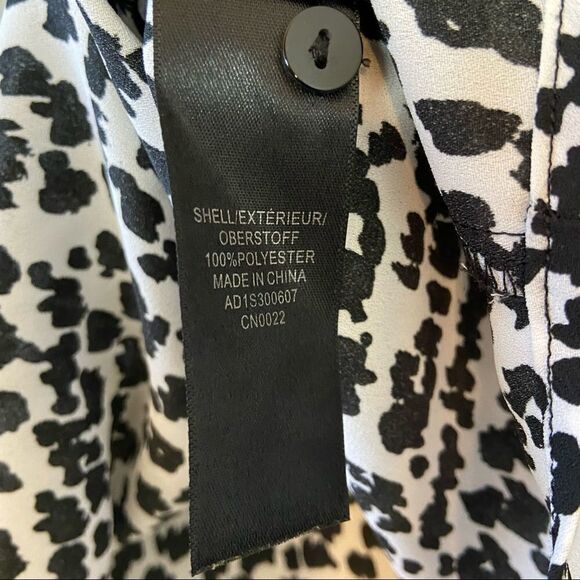 SHELL/EXTÉRIEUR/
OBERSTOFF
100%POLYESTER
MADE IN CHINA
AD1S300607
CN0022